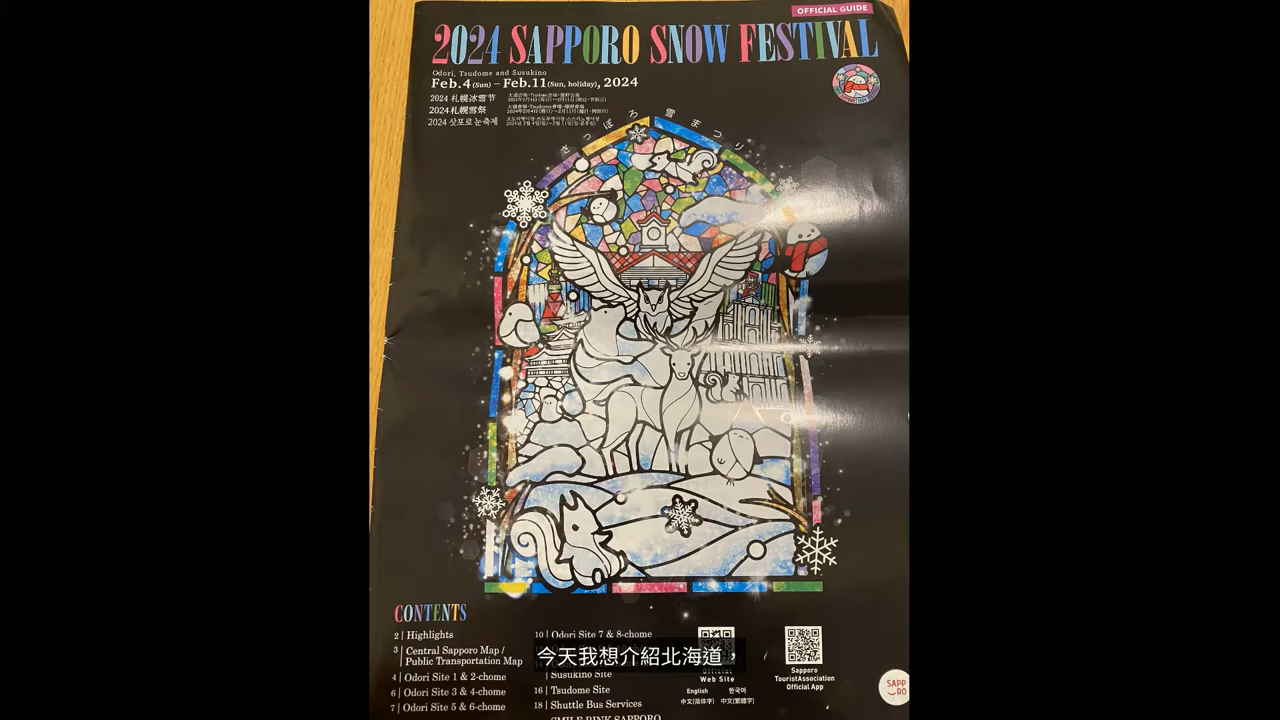 OFFICIAL GUIDE
2024 SAPPORO SNOW FESTIVAL
Odori, Tsudome and Susukino
Feb.4(Sun) – Feb.11(Sun, holiday), 2024
2024 札幌冰雪节
2024 札幌雪祭
2024 삿포로 눈축제
さっぽろ雪まつり
CONTENTS
2 | Highlights
3 | Central Sapporo Map /
Public Transportation Map
4 | Odori Site 1 & 2-chome
6 | Odori Site 3 & 4-chome
7 | Odori Site 5 & 6-chome
10 | Odori Site 7 & 8-chome
Susukino Site
16 | Tsudome Site
18 | Shuttle Bus Services
SMILE PINK SAPPORO
Official
Web Site
English
한국어
中文(简体字)
中文(繁體字)
Sapporo
TouristAssociation
Official App
SAPP
RO
今天我想介紹北海道，